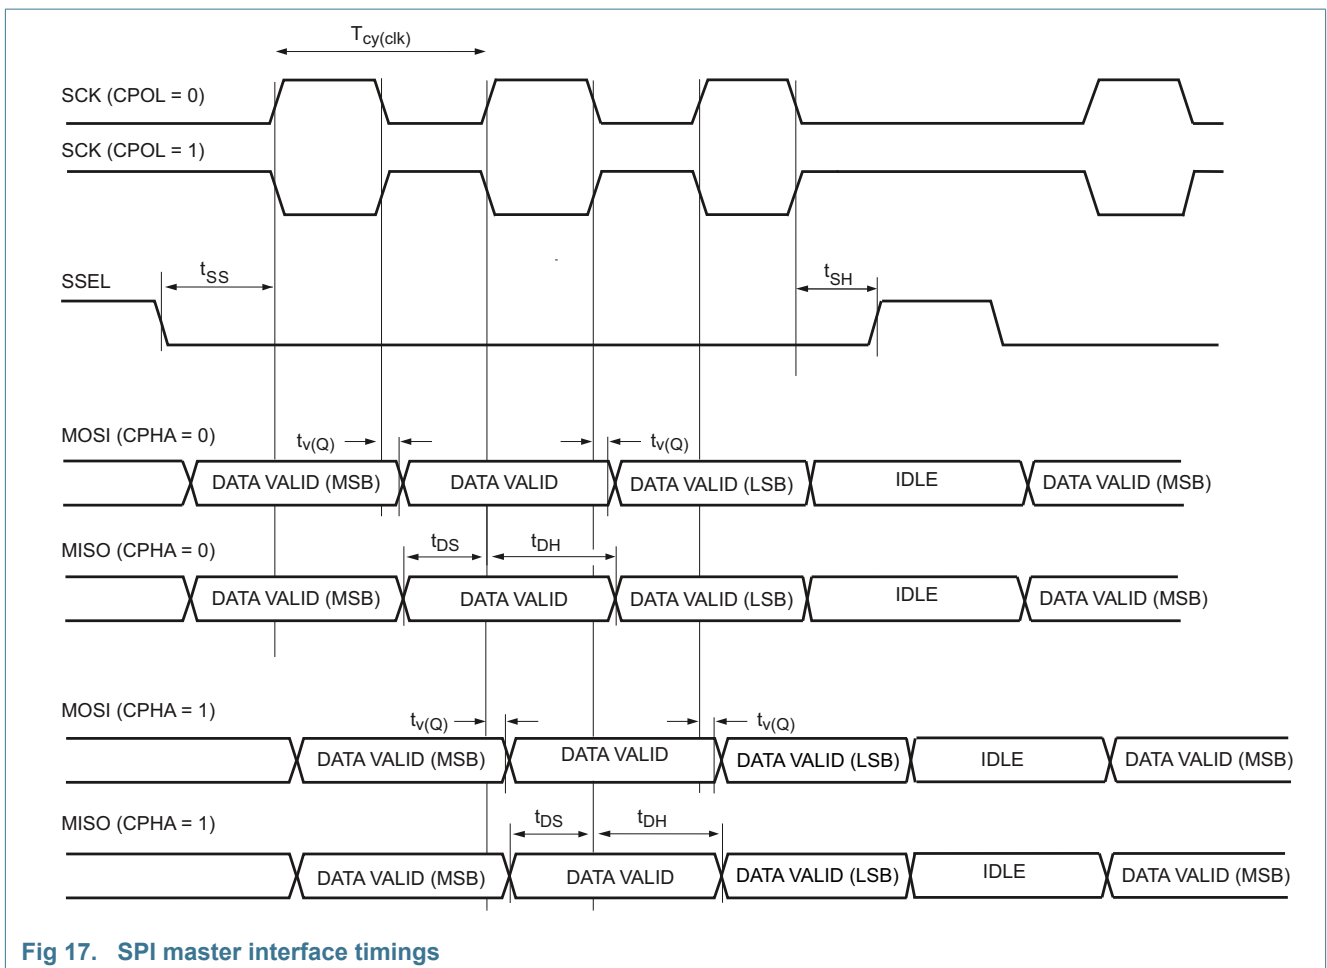 Tcy(clk)
SCK (CPOL = 0)
SCK (CPOL = 1)
SSEL
tSS
tSH
MOSI (CPHA = 0)
tv(Q)
tv(Q)
DATA VALID (MSB)
DATA VALID
DATA VALID (LSB)
IDLE
DATA VALID (MSB)
MISO (CPHA = 0)
tDS
tDH
DATA VALID (MSB)
DATA VALID
DATA VALID (LSB)
IDLE
DATA VALID (MSB)
MOSI (CPHA = 1)
tv(Q)
tv(Q)
DATA VALID (MSB)
DATA VALID
DATA VALID (LSB)
IDLE
DATA VALID (MSB)
MISO (CPHA = 1)
tDS
tDH
DATA VALID (MSB)
DATA VALID
DATA VALID (LSB)
IDLE
DATA VALID (MSB)
Fig 17. SPI master interface timings